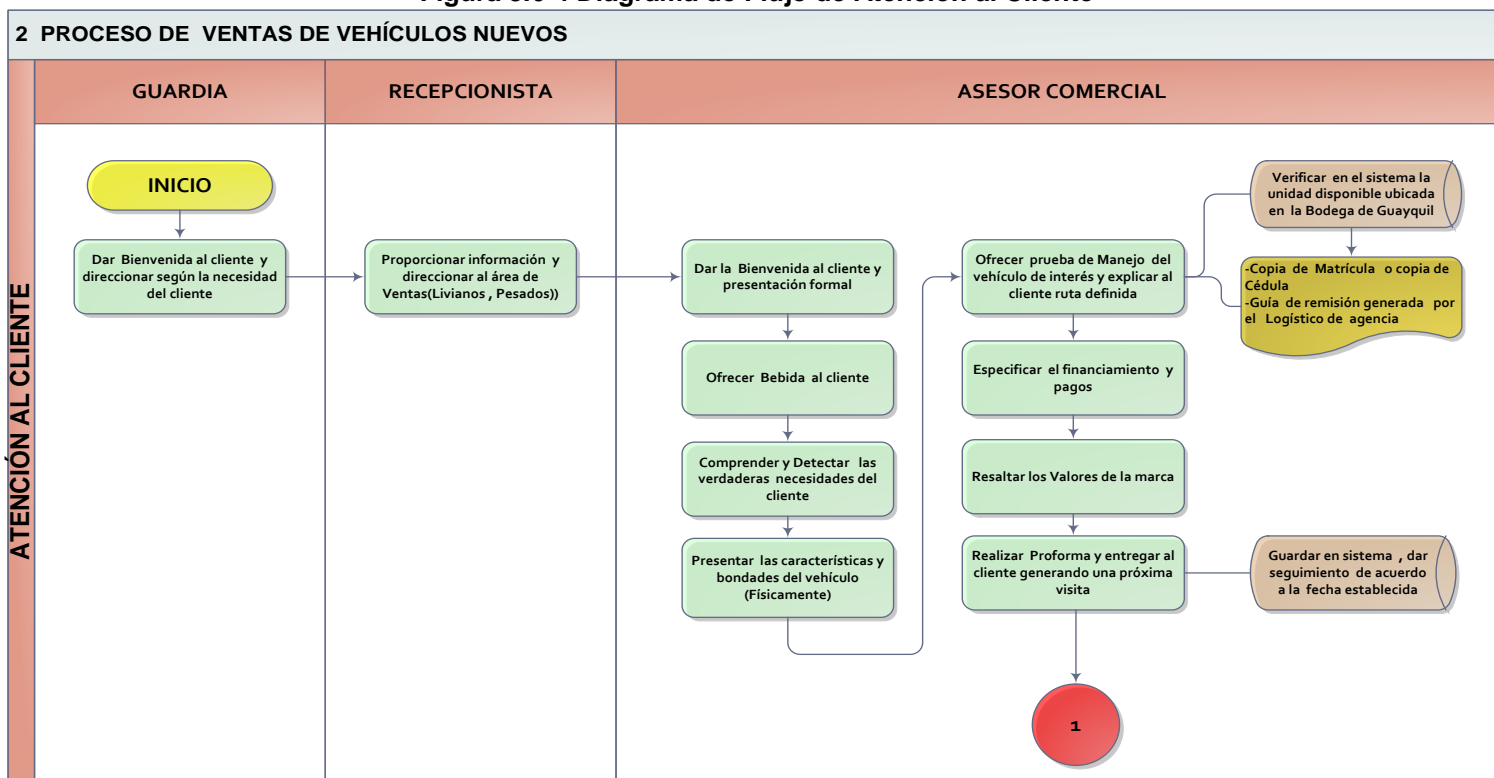 2 PROCESO DE VENTAS DE VEHÍCULOS NUEVOS
ATENCIÓN AL CLIENTE
GUARDIA
RECEPCIONISTA
ASESOR COMERCIAL
INICIO
Dar Bienvenida al cliente y
direccionar según la necesidad
del cliente
Proporcionar información y
direccionar al área de
Ventas(Livianos , Pesados))
Dar la Bienvenida al cliente y
presentación formal
Ofrecer Bebida al cliente
Comprender y Detectar las
verdaderas necesidades del
cliente
Presentar las características y
bondades del vehículo
(Físicamente)
Ofrecer prueba de Manejo del
vehículo de interés y explicar al
cliente ruta definida
Verificar en el sistema la
unidad disponible ubicada
en la Bodega de Guayquil
-Copia de Matrícula o copia de
Cédula
-Guía de remisión generada por
el Logístico de agencia
Especificar el financiamiento y
pagos
Resaltar los Valores de la marca
Realizar Proforma y entregar al
cliente generando una próxima
visita
Guardar en sistema , dar
seguimiento de acuerdo
a la fecha establecida
1